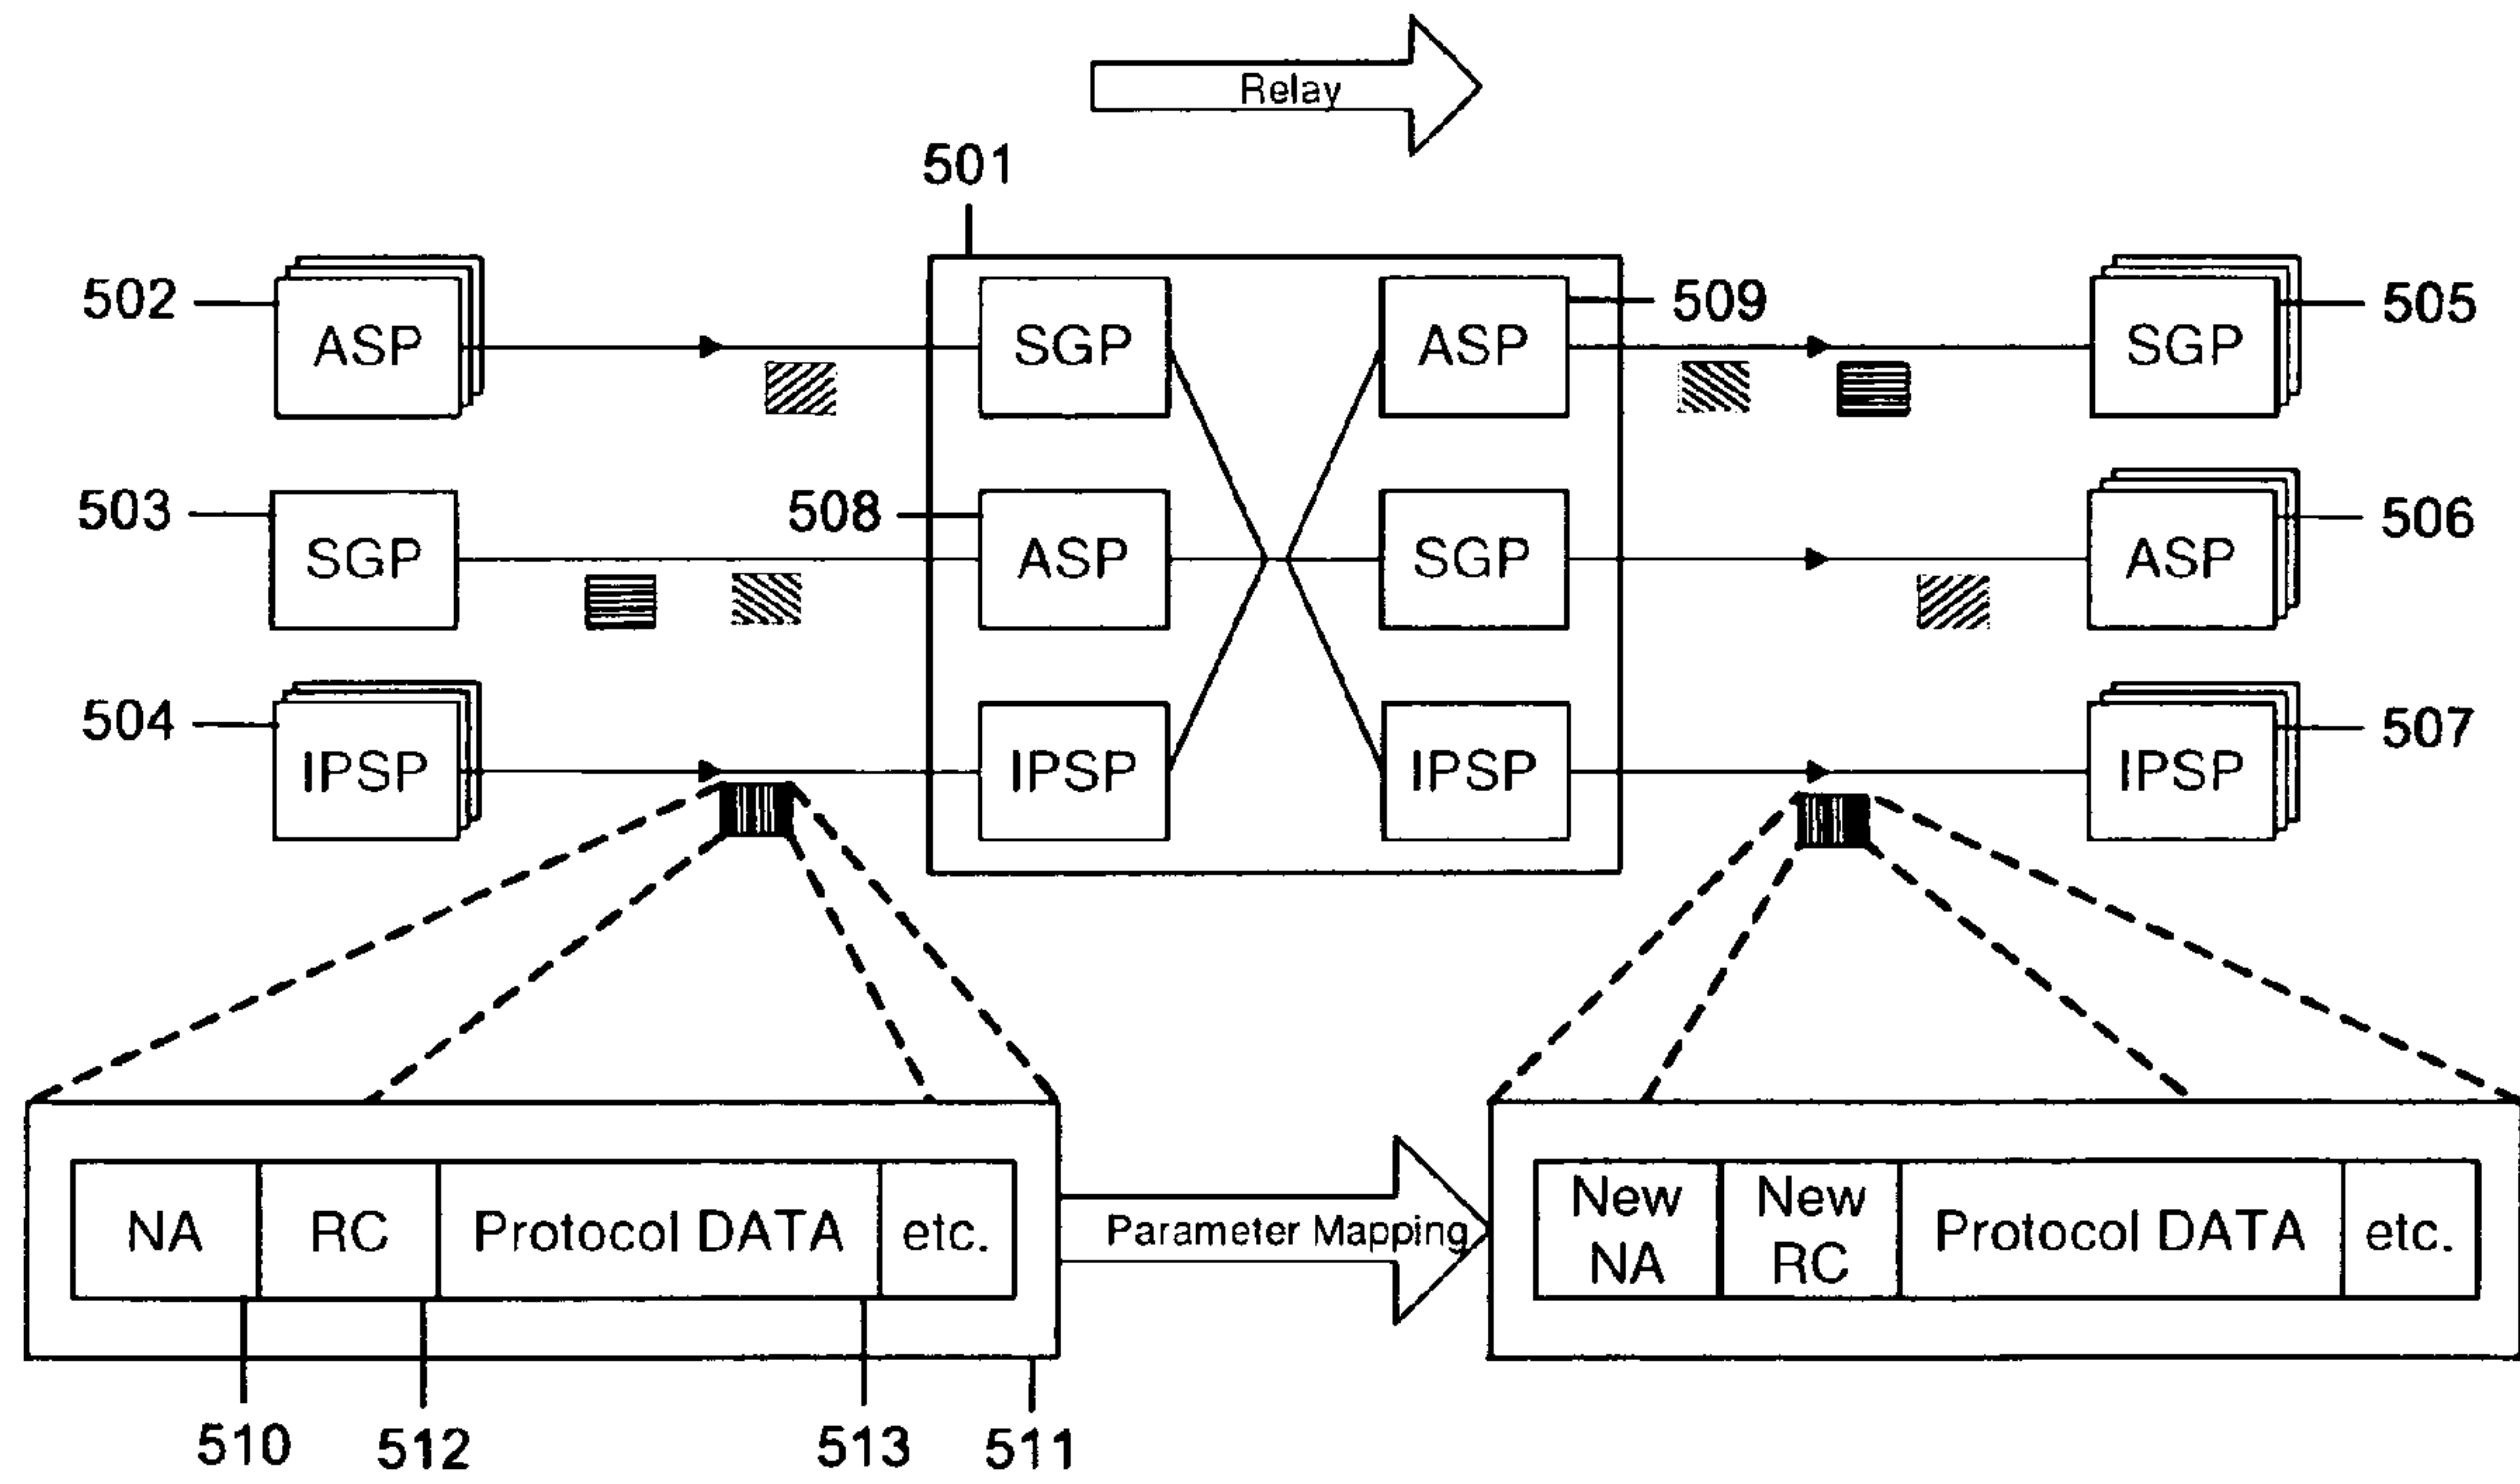 Relay
501
502
ASP
SGP
ASP
509
SGP
505
503
SGP
508
ASP
SGP
ASP
506
504
IPSP
IPSP
IPSP
IPSP
507
NA
RC
Protocol DATA
etc.
Parameter Mapping
New
NA
New
RC
Protocol DATA
etc.
510
512
513
511